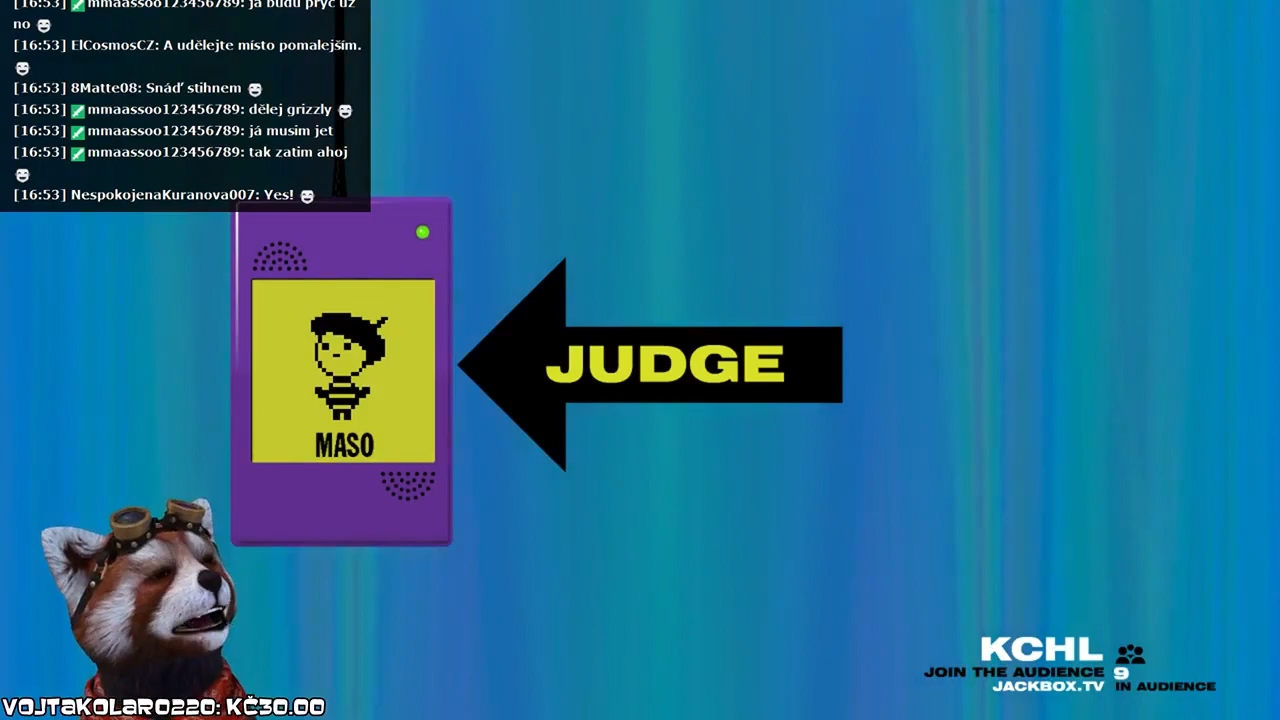 [16:53] mmaassoo123456789: já budu pryč už
no
[16:53] ElCosmosCZ: A udělejte místo pomalejším.
[16:53] 8Matte08: Snáď stihnem
[16:53] mmaassoo123456789: dělej grizzly
[16:53] mmaassoo123456789: já musim jet
[16:53] mmaassoo123456789: tak zatim ahoj
[16:53] NespokojenaKuranova007: Yes!
JUDGE
MASO
KCHL
JOIN THE AUDIENCE 9
JACKBOX.TV IN AUDIENCE
VOJTAKOLAR0220: KČ30.00